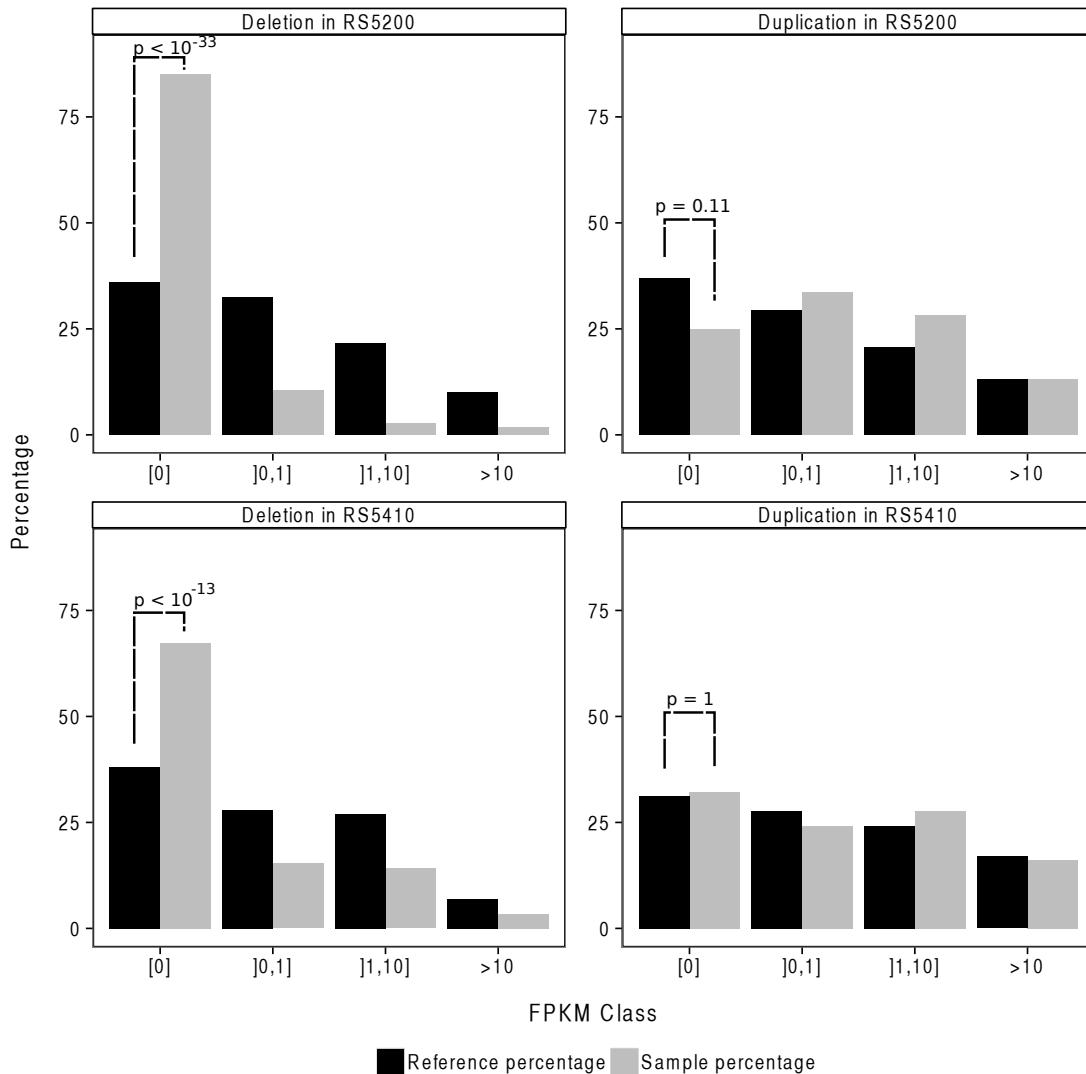 Deletion in RS5200
p < 10-33
75
50
25
0
[0] ]0,1] ]1,10] >10
Duplication in RS5200
p = 0.11
75
50
25
0
[0] ]0,1] ]1,10] >10
Percentage
Deletion in RS5410
p < 10-13
75
50
25
0
[0] ]0,1] ]1,10] >10
Duplication in RS5410
p = 1
75
50
25
0
[0] ]0,1] ]1,10] >10
FPKM Class
Reference percentage Sample percentage